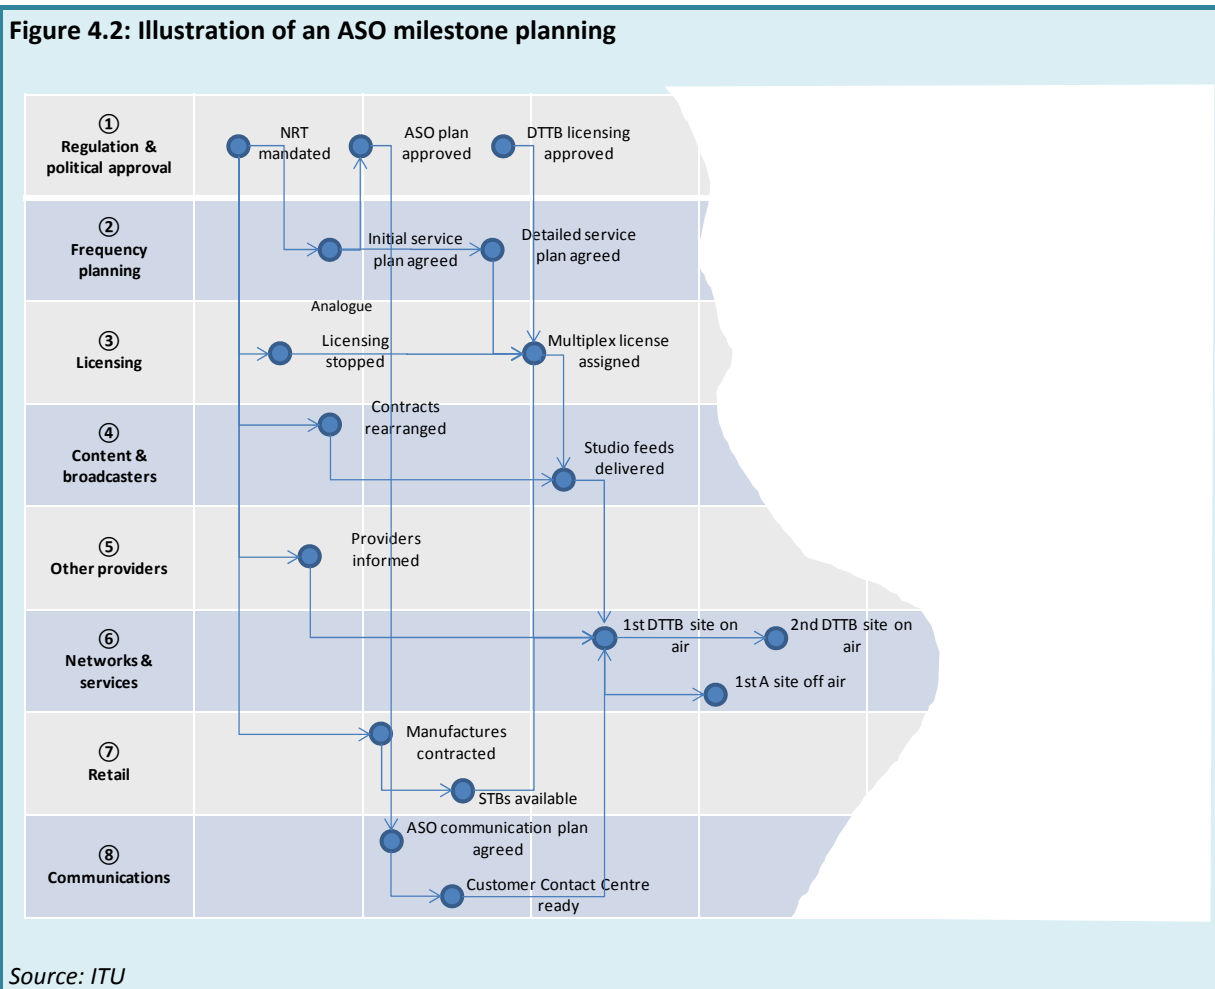 Figure 4.2: Illustration of an ASO milestone planning
①
Regulation &
political approval
NRT
mandated
ASO plan
approved
DTTB licensing
approved
②
Frequency
planning
Initial service
plan agreed
Detailed service
plan agreed
③
Licensing
Analogue
Licensing
stopped
Multiplex license
assigned
④
Content &
broadcasters
Contracts
rearranged
Studio feeds
delivered
⑤
Other providers
Providers
informed
⑥
Networks &
services
1st DTTB site on
air
2nd DTTB site on
air
1st A site off air
⑦
Retail
Manufactures
contracted
STBs available
⑧
Communications
ASO communication plan
agreed
Customer Contact Centre
ready
Source: ITU